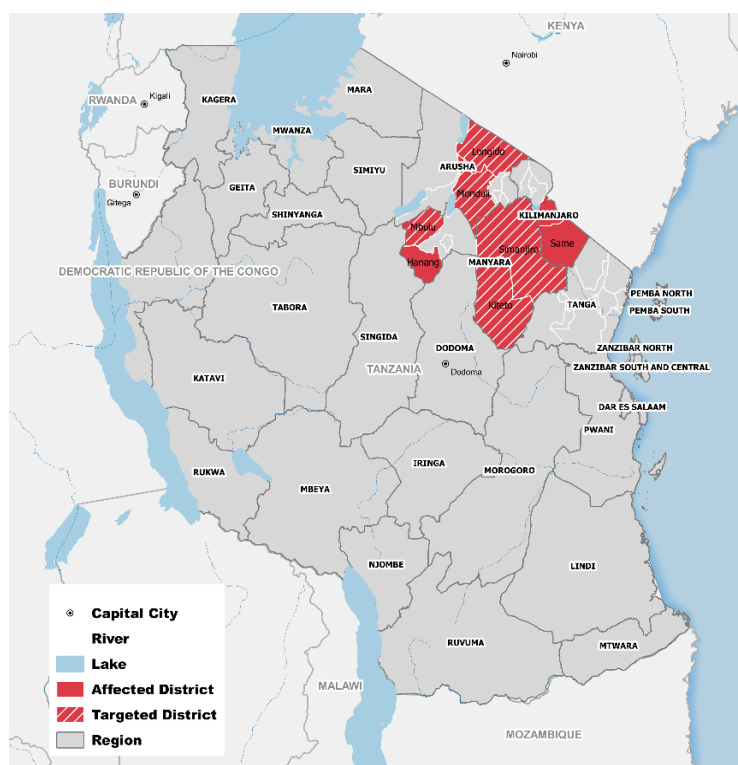 KENYA
Nairobi
MARA
RWANDA
Kigali
KAGERA
MWANZA
Longido
ARUSHA
SIMIYU
BURUNDI
GEITA
Monduli
Gitega
SHINYANGA
KILIMANJARO
Mbulu
Same
Simanjiro
Hanang
MANYARA
DEMOCRATIC REPUBLIC OF THE CONGO
PEMBA NORTH
TABORA
Kiteto
TANGA
PEMBA SOUTH
SINGIDA
DODOMA
ZANZIBAR NORTH
TANZANIA
Dodoma
ZANZIBAR SOUTH AND CENTRAL
KATAVI
DAR ES SALAAM
PWANI
IRINGA
MOROGORO
RUKWA
MBEYA
NJOMBE
LINDI
Capital City
River
RUVUMA
MTWARA
Lake
MALAWI
Affected District
Targeted District
MOZAMBIQUE
Region